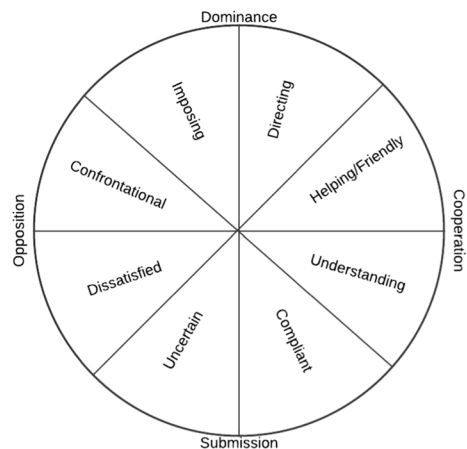 Dominance
Imposing
Directing
Confrontational
Helping/Friendly
Opposition
Cooperation
Dissatisfied
Understanding
Uncertain
Compliant
Submission